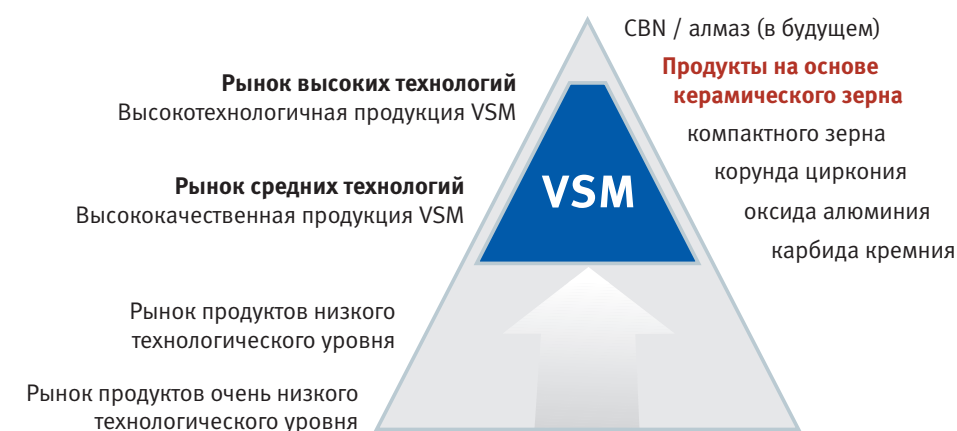 CBN / алмаз (в будущем)
Продукты на основе
керамического зерна
Рынок высоких технологий
Высокотехнологичная продукция VSM
компактного зерна
корунда циркония
Рынок средних технологий
Высококачественная продукция VSM
VSM
оксида алюминия
карбида кремния
Рынок продуктов низкого
технологического уровня
Рынок продуктов очень низкого
технологического уровня